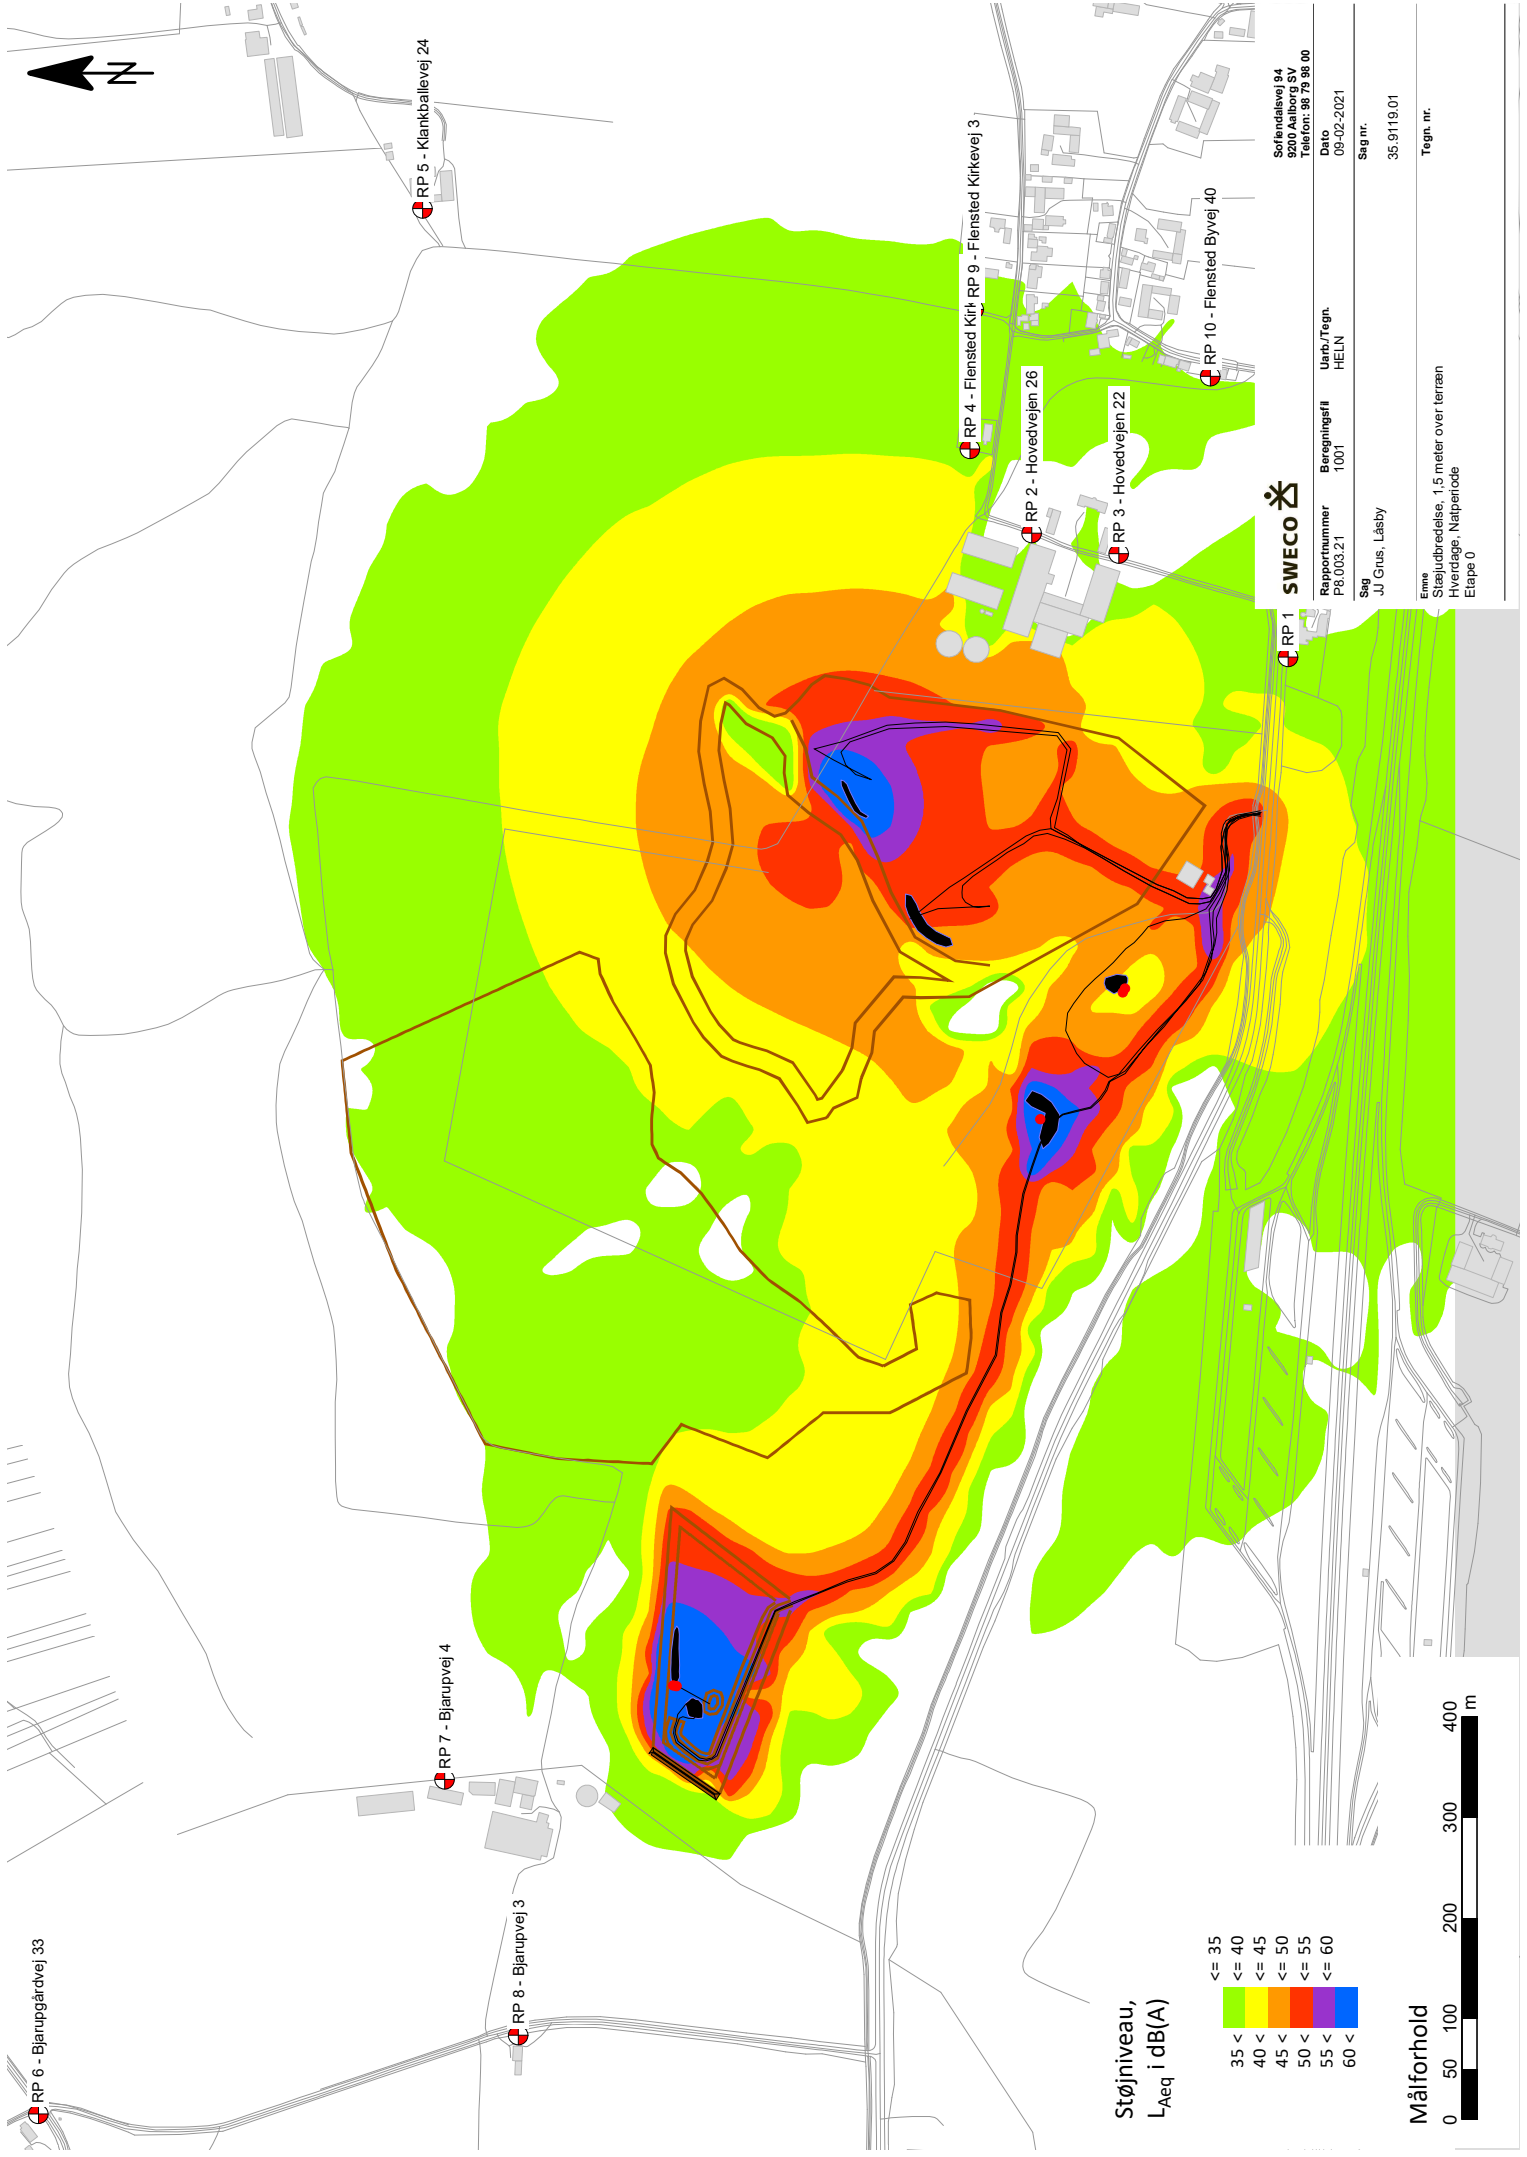 N
RP 6 - Bjarupgårdvej 33
RP 7 - Bjarupvej 4
RP 8 - Bjarupvej 3
RP 5 - Klankballevej 24
RP 4 - Flensted Kirk
RP 9 - Flensted Kirkevej 3
RP 2 - Hovedvejen 26
RP 3 - Hovedvejen 22
RP 10 - Flensted Byvej 40
RP 1
Støjniveau,
LAeq i dB(A)
<= 35
35 < <= 40
40 < <= 45
45 < <= 50
50 < <= 55
55 < <= 60
60 <
Målforhold
0 50 100 200 300 400
m
SWECO
Sofiendalsvej 94
9200 Aalborg SV
Telefon: 98 79 98 00
Rapportnummer Beregningsfil Uarb./Tegn. Dato
P8.003.21 1001 HELN 09-02-2021
Sag Sag nr.
JJ Grus, Låsby
35.9119.01
Emne Tegn. nr.
Støejudbredelse, 1,5 meter over terræn
Hverdage, Natperiode
Etape 0